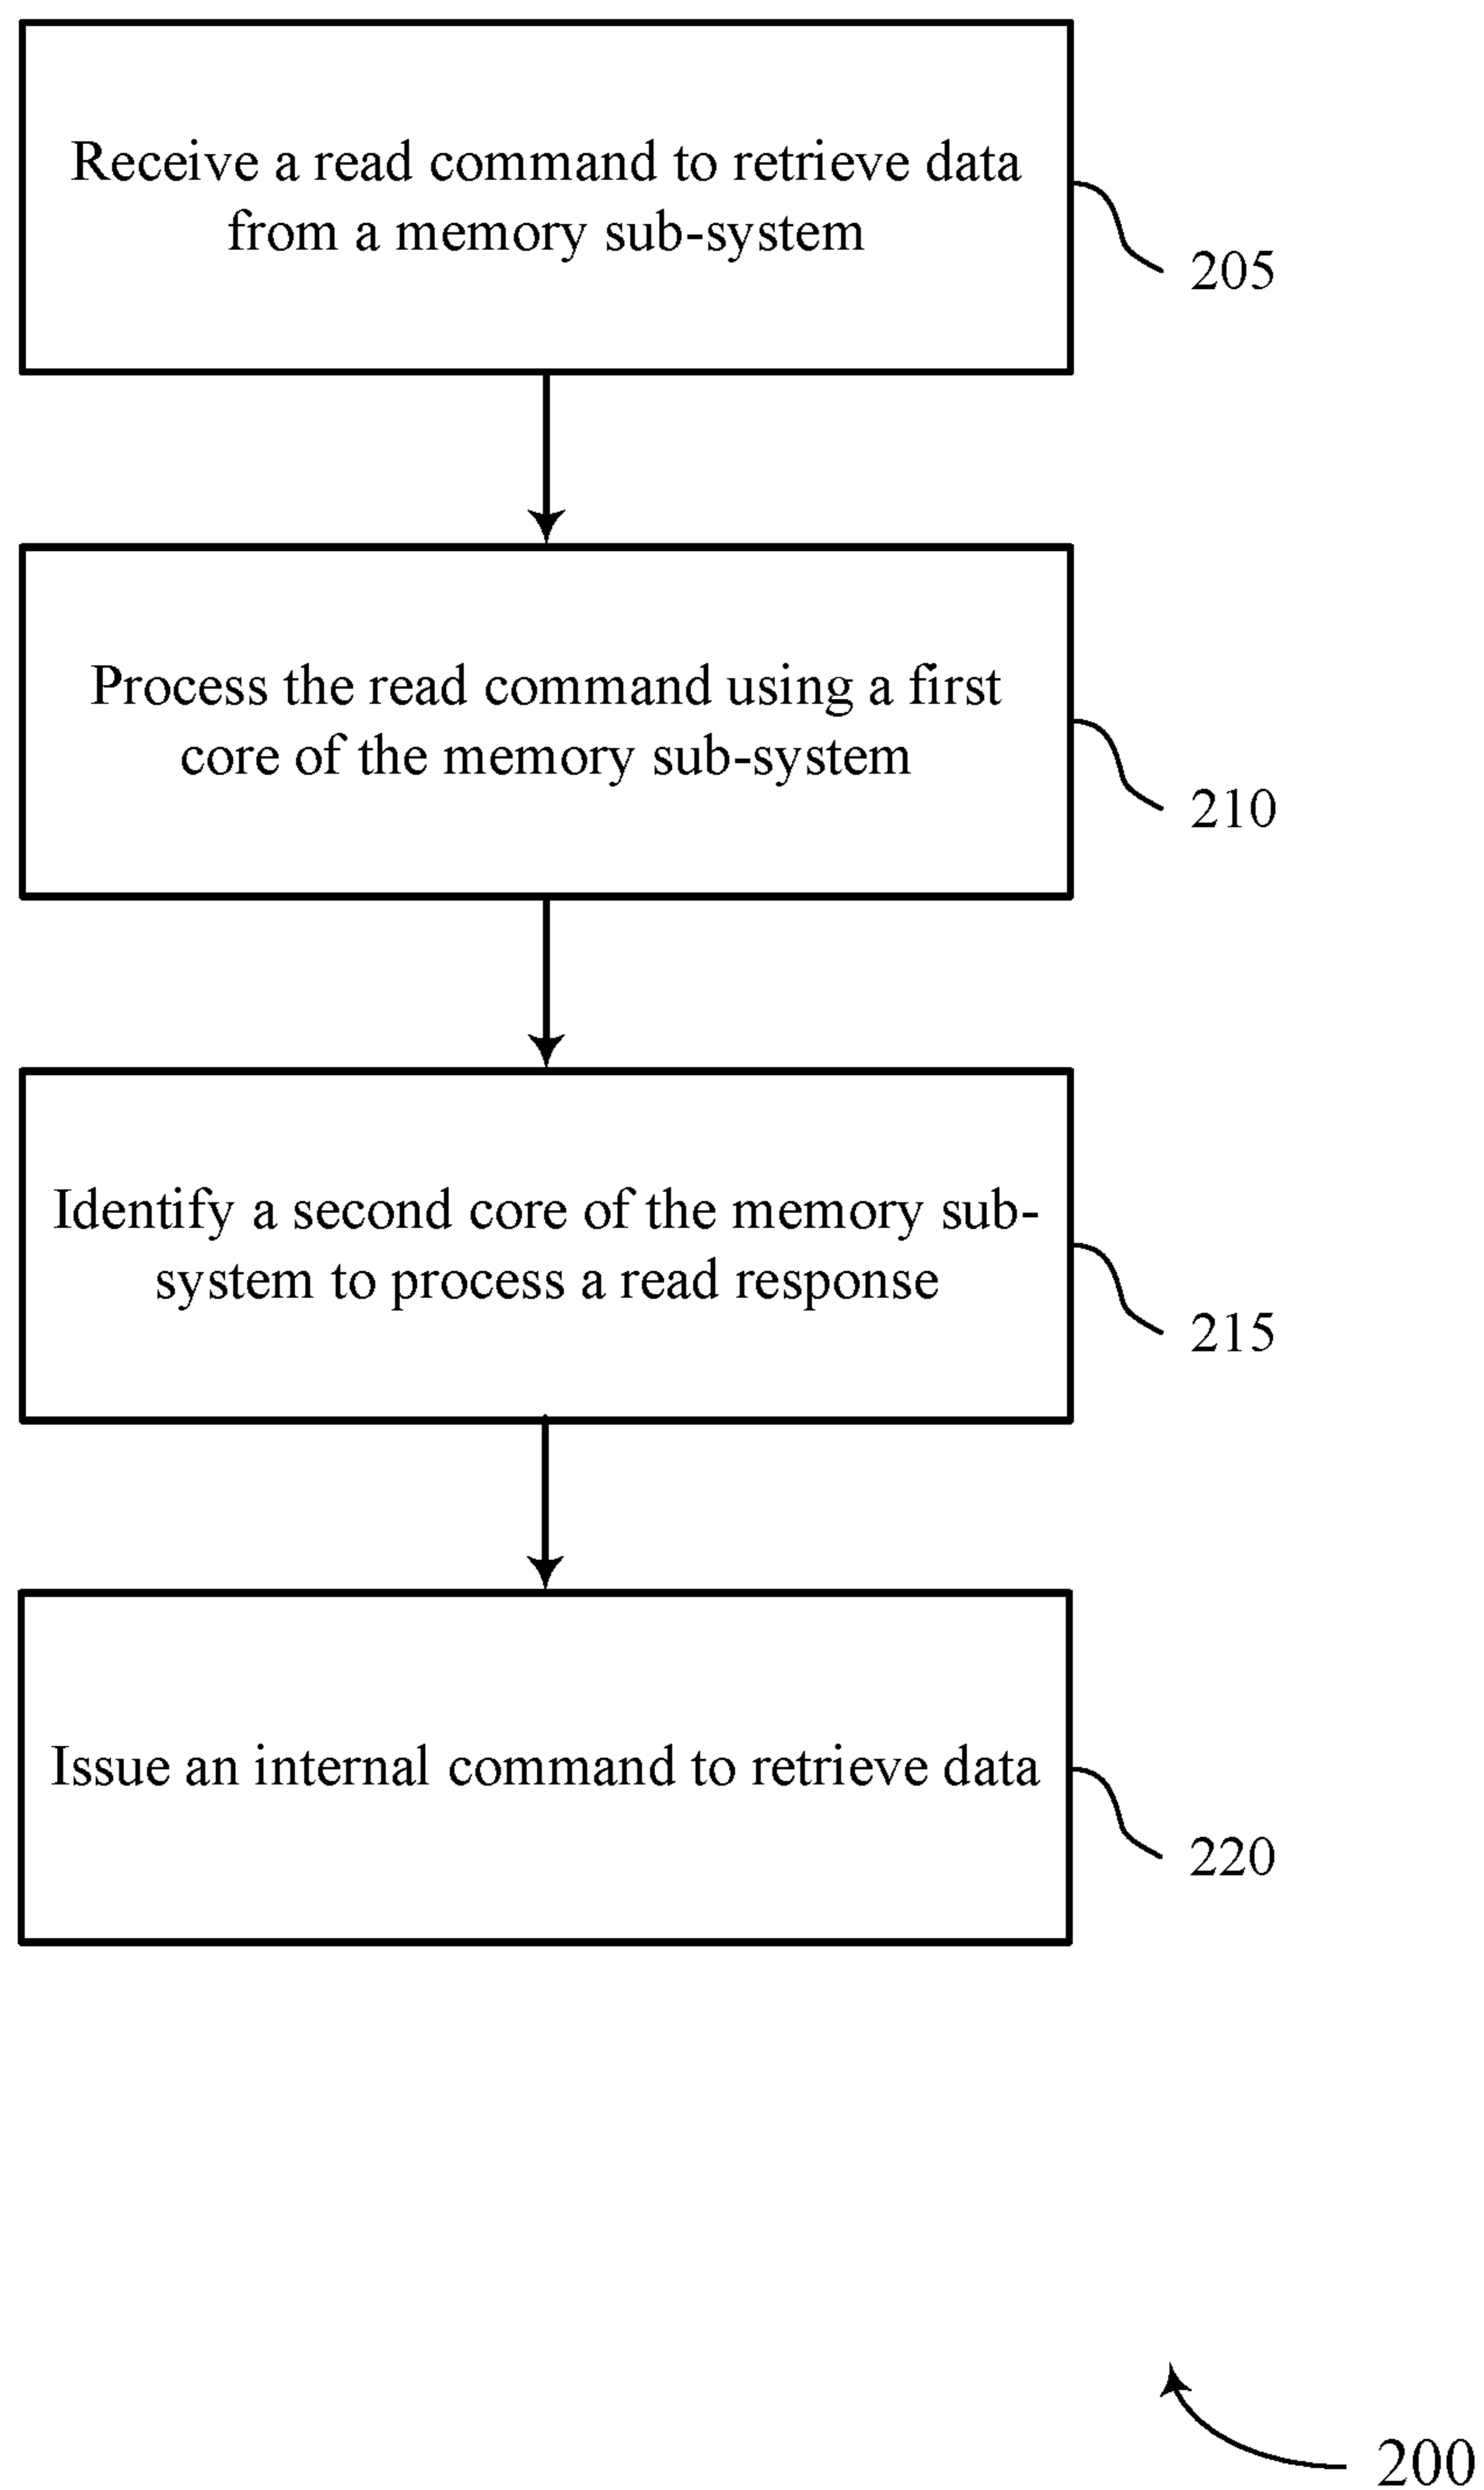 Receive a read command to retrieve data
from a memory sub-system
205
Process the read command using a first
core of the memory sub-system
210
Identify a second core of the memory sub-
system to process a read response
215
Issue an internal command to retrieve data
220
200